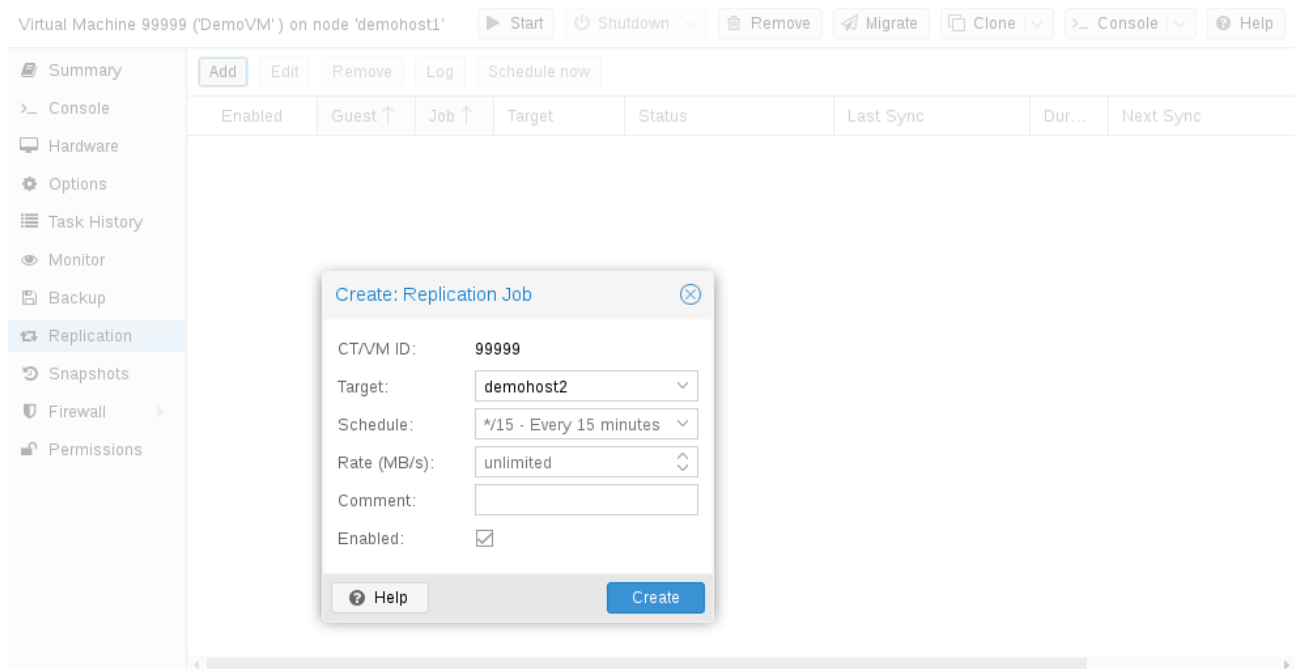 Virtual Machine 99999 ('DemoVM' ) on node 'demohost1' Start Shutdown Remove Migrate Clone >_ Console Help
Summary
>_ Console
Hardware
Options
Task History
Monitor
Backup
Replication
Snapshots
Firewall
Permissions
Add Edit Remove Log Schedule now
Enabled Guest ↑ Job ↑ Target Status Last Sync Dur... Next Sync
Create: Replication Job
CT/VM ID: 99999
Target: demohost2
Schedule: */15 - Every 15 minutes
Rate (MB/s): unlimited
Comment:
Enabled:
Help Create